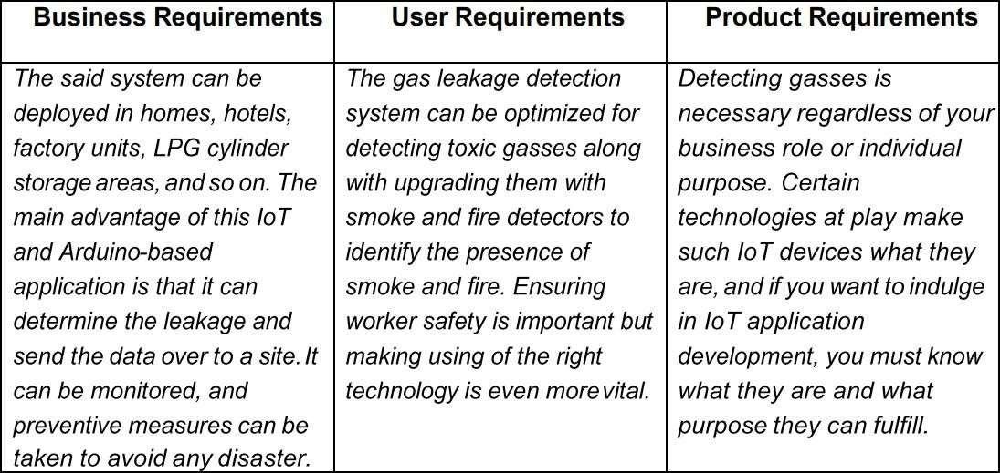 Business Requirements
User Requirements
Product Requirements
The said system can be
deployed in homes, hotels,
factory units, LPG cylinder
storage areas, and so on. The
main advantage of this IoT
and Arduino-based
application is that it can
determine the leakage and
send the data over to a site. It
can be monitored, and
preventive measures can be
taken to avoid any disaster.
The gas leakage detection
system can be optimized for
detecting toxic gasses along
with upgrading them with
smoke and fire detectors to
identify the presence of
smoke and fire. Ensuring
worker safety is important but
making using of the right
technology is even more vital.
Detecting gasses is
necessary regardless of your
business role or individual
purpose. Certain
technologies at play make
such IoT devices what they
are, and if you want to indulge
in IoT application
development, you must know
what they are and what
purpose they can fulfill.